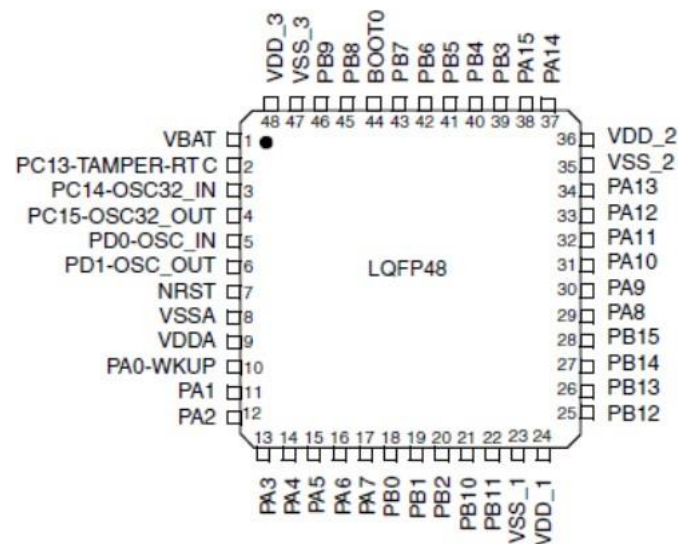 VDD_3
VSS_3
PB9
PB8
BOOT0
PB7
PB6
PB5
PB4
PB3
PA15
PA14
48 47 46 45 44 43 42 41 40 39 38 37
VBAT 1
PC13-TAMPER-RTC 2
PC14-OSC32_IN 3
PC15-OSC32_OUT 4
PD0-OSC_IN 5
PD1-OSC_OUT 6
NRST 7
VSSA 8
VDDA 9
PA0-WKUP 10
PA1 11
PA2 12
LQFP48
36 VDD_2
35 VSS_2
34 PA13
33 PA12
32 PA11
31 PA10
30 PA9
29 PA8
28 PB15
27 PB14
26 PB13
25 PB12
13 14 15 16 17 18 19 20 21 22 23 24
PA3
PA4
PA5
PA6
PA7
PB0
PB1
PB2
PB10
PB11
VSS_1
VDD_1